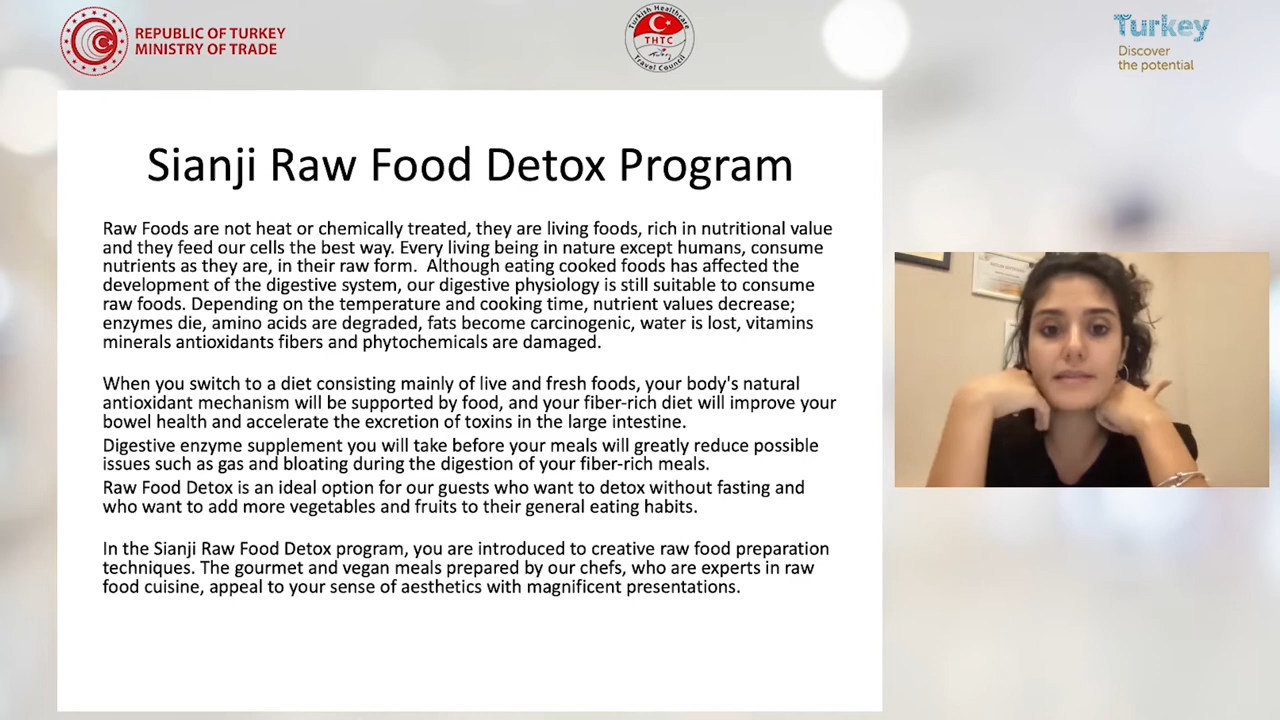 REPUBLIC OF TURKEY
MINISTRY OF TRADE
Turkish Healthcare
THTC
Travel Council
Turkey
Discover
the potential
Sianji Raw Food Detox Program
Raw Foods are not heat or chemically treated, they are living foods, rich in nutritional value
and they feed our cells the best way. Every living being in nature except humans, consume
nutrients as they are, in their raw form.  Although eating cooked foods has affected the
development of the digestive system, our digestive physiology is still suitable to consume
raw foods. Depending on the temperature and cooking time, nutrient values decrease;
enzymes die, amino acids are degraded, fats become carcinogenic, water is lost, vitamins
minerals antioxidants fibers and phytochemicals are damaged.
When you switch to a diet consisting mainly of live and fresh foods, your body's natural
antioxidant mechanism will be supported by food, and your fiber-rich diet will improve your
bowel health and accelerate the excretion of toxins in the large intestine.
Digestive enzyme supplement you will take before your meals will greatly reduce possible
issues such as gas and bloating during the digestion of your fiber-rich meals.
Raw Food Detox is an ideal option for our guests who want to detox without fasting and
who want to add more vegetables and fruits to their general eating habits.
In the Sianji Raw Food Detox program, you are introduced to creative raw food preparation
techniques. The gourmet and vegan meals prepared by our chefs, who are experts in raw
food cuisine, appeal to your sense of aesthetics with magnificent presentations.